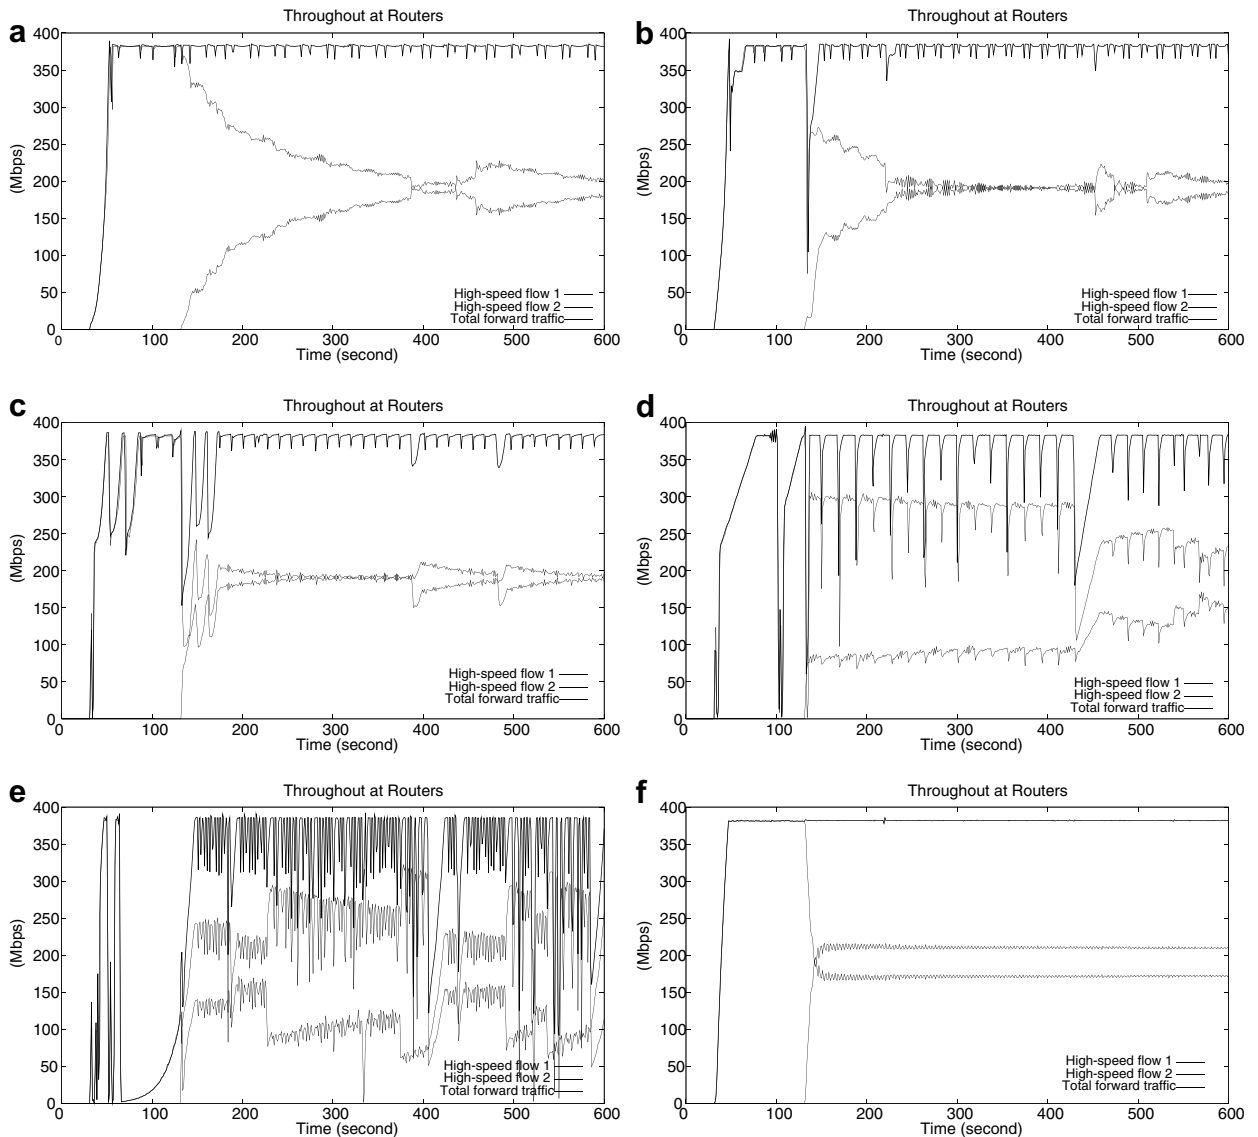 a
Throughout at Routers
400
350
300
250
200
150
100
50
0
(Mbps)
High-speed flow 1
High-speed flow 2
Total forward traffic
0 100 200 300 400 500 600
Time (second)
b
Throughout at Routers
400
350
300
250
200
150
100
50
0
(Mbps)
High-speed flow 1
High-speed flow 2
Total forward traffic
0 100 200 300 400 500 600
Time (second)
c
Throughout at Routers
400
350
300
250
200
150
100
50
0
(Mbps)
High-speed flow 1
High-speed flow 2
Total forward traffic
0 100 200 300 400 500 600
Time (second)
d
Throughout at Routers
400
350
300
250
200
150
100
50
0
(Mbps)
High-speed flow 1
High-speed flow 2
Total forward traffic
0 100 200 300 400 500 600
Time (second)
e
Throughout at Routers
400
350
300
250
200
150
100
50
0
(Mbps)
High-speed flow 1
High-speed flow 2
Total forward traffic
0 100 200 300 400 500 600
Time (second)
f
Throughout at Routers
400
350
300
250
200
150
100
50
0
(Mbps)
High-speed flow 1
High-speed flow 2
Total forward traffic
0 100 200 300 400 500 600
Time (second)